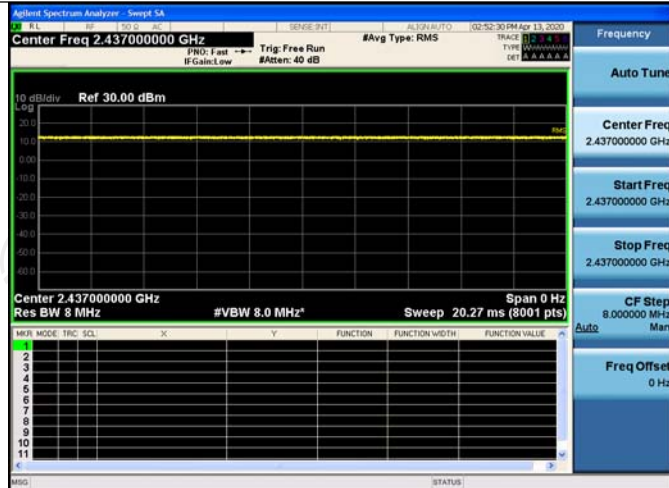 Agilent Spectrum Analyzer - Swept SA
RL RF 50 Ω AC SENSE:INT ALIGN AUTO 02:52:30 PM Apr 13, 2020
Center Freq 2.437000000 GHz
#Avg Type: RMS
TRACE 1 2 3 4 5 6
PNO: Fast
Trig: Free Run
TYPE
IFGain:Low
#Atten: 40 dB
DET A A A A A A
10 dB/div Ref 30.00 dBm
Log
20.0
RMS
10.0
0.00
-10.0
-20.0
-30.0
-40.0
-50.0
-60.0
Center 2.437000000 GHz Span 0 Hz
Res BW 8 MHz #VBW 8.0 MHz* Sweep 20.27 ms (8001 pts)
MKR MODE TRC SCL X Y FUNCTION FUNCTION WIDTH FUNCTION VALUE
1
2
3
4
5
6
7
8
9
10
11
MSG STATUS
Frequency
Auto Tune
Center Freq
2.437000000 GHz
Start Freq
2.437000000 GHz
Stop Freq
2.437000000 GHz
CF Step
8.000000 MHz
Auto Man
Freq Offset
0 Hz